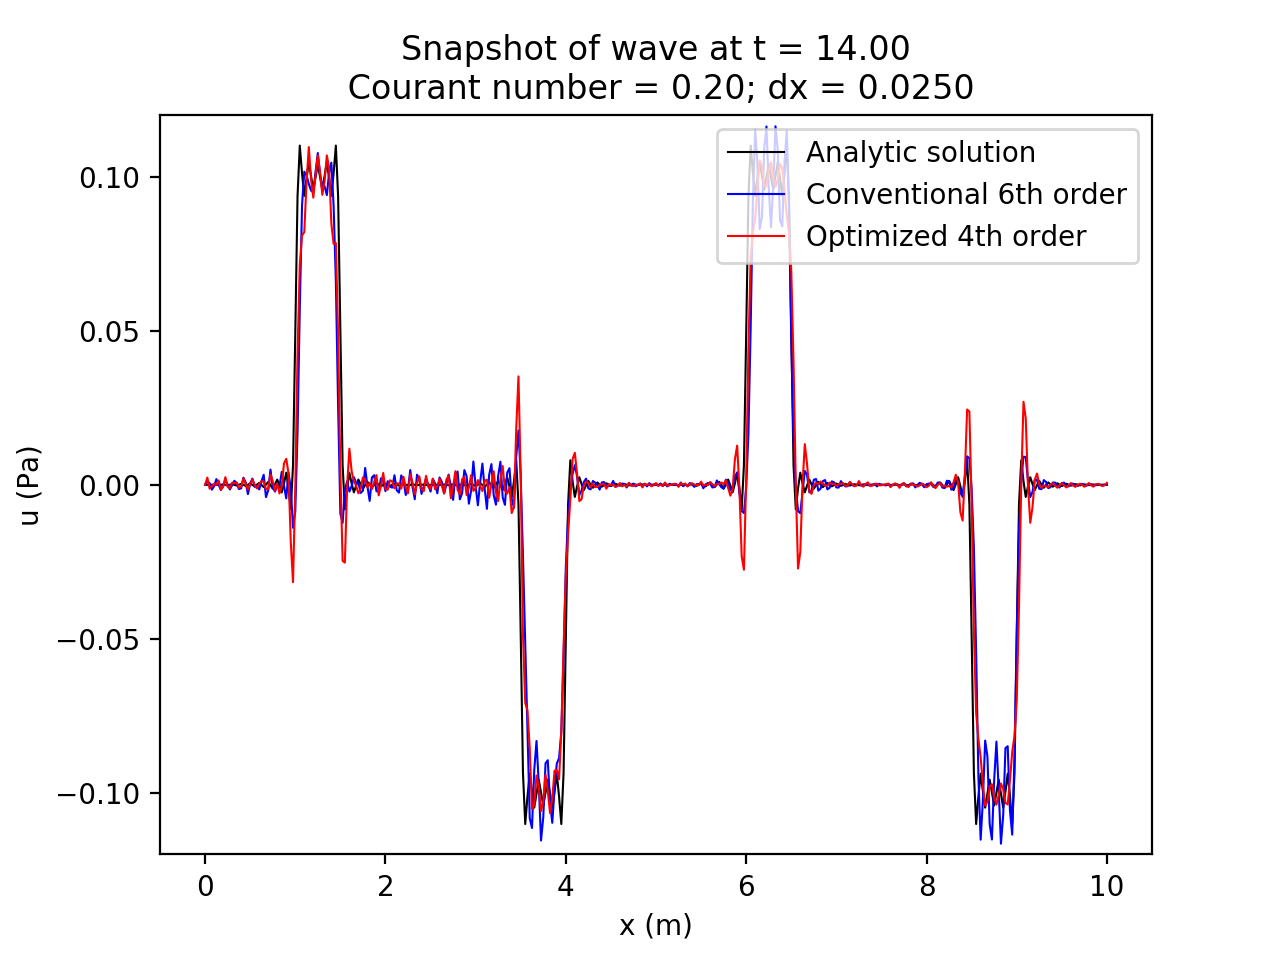 Snapshot of wave at t = 14.00
Courant number = 0.20; dx = 0.0250
Analytic solution
Conventional 6th order
Optimized 4th order
0.10
0.05
0.00
−0.05
−0.10
u (Pa)
0 2 4 6 8 10
x (m)